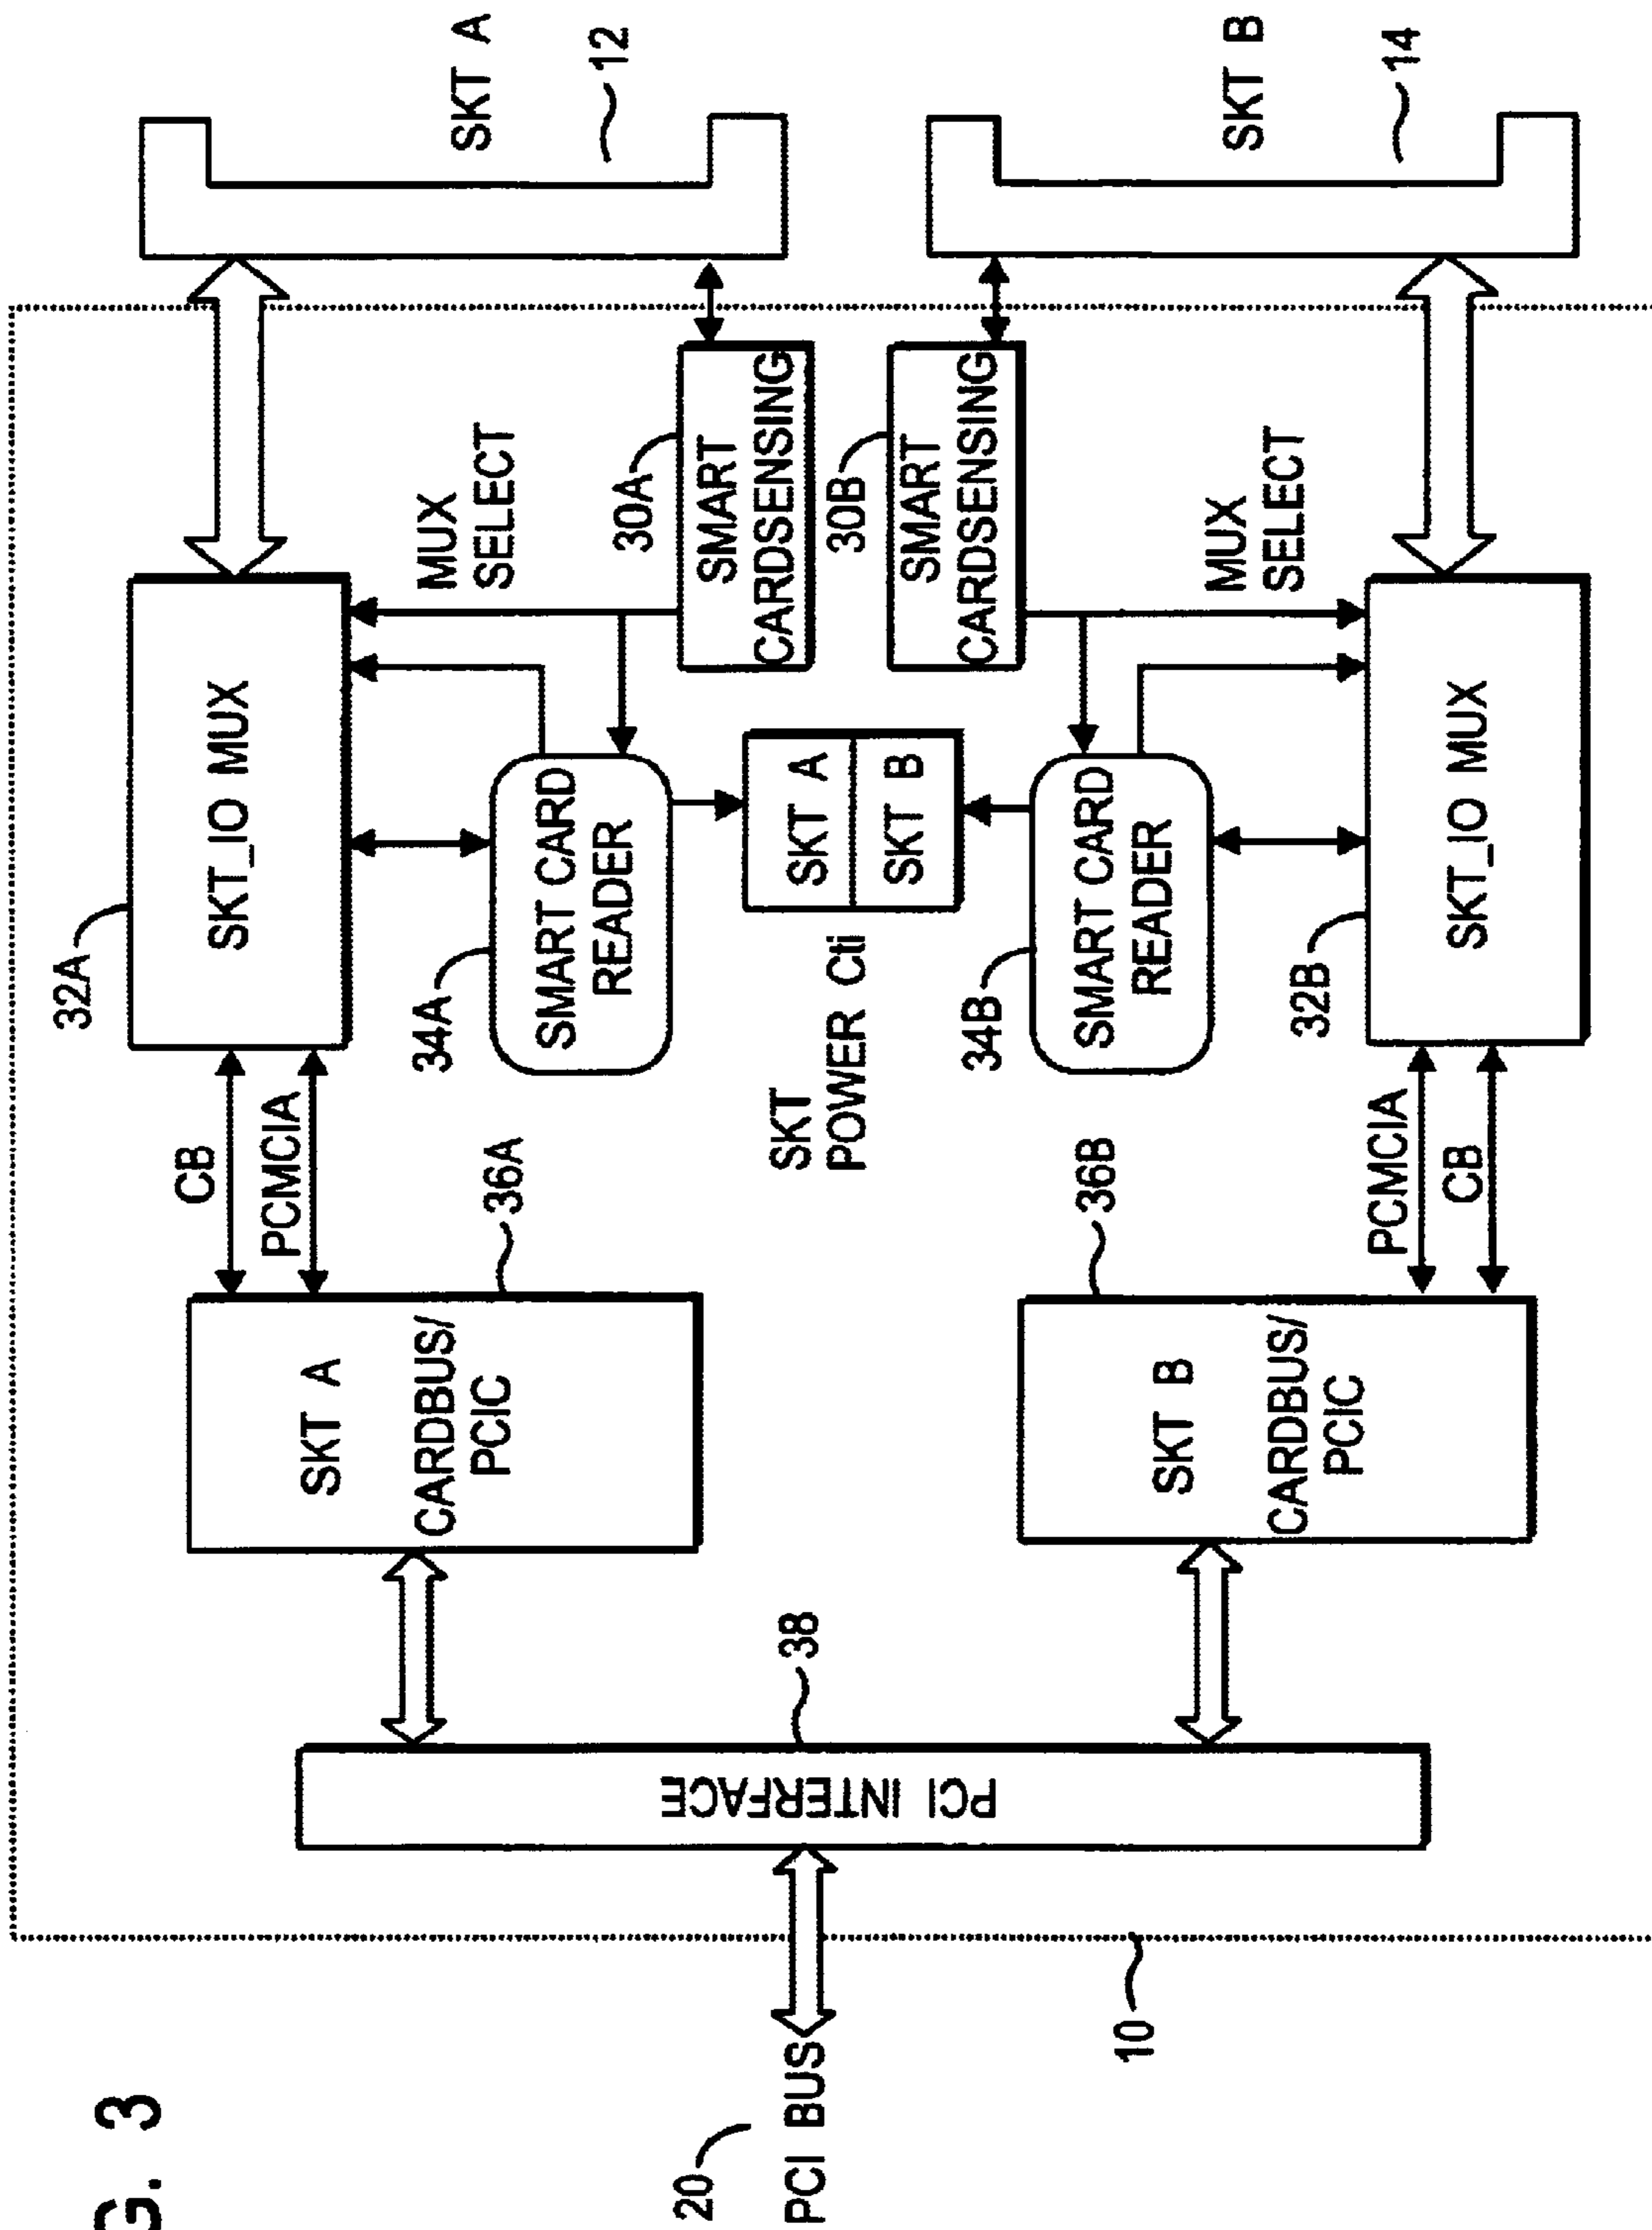 G. 3
20
PCI BUS
10
PCI INTERFACE
38
SKT A
CARDBUS/
PCIC
36A
CB
PCMCIA
32A
SKT_IO MUX
34A
SMART CARD
READER
MUX
SELECT
30A
SMART
CARDSENSING
SKT A
12
SKT
POWER Cti
SKT A
SKT B
SKT B
CARDBUS/
PCIC
36B
PCMCIA
CB
34B
SMART CARD
READER
30B
SMART
CARDSENSING
MUX
SELECT
32B
SKT_IO MUX
SKT B
14